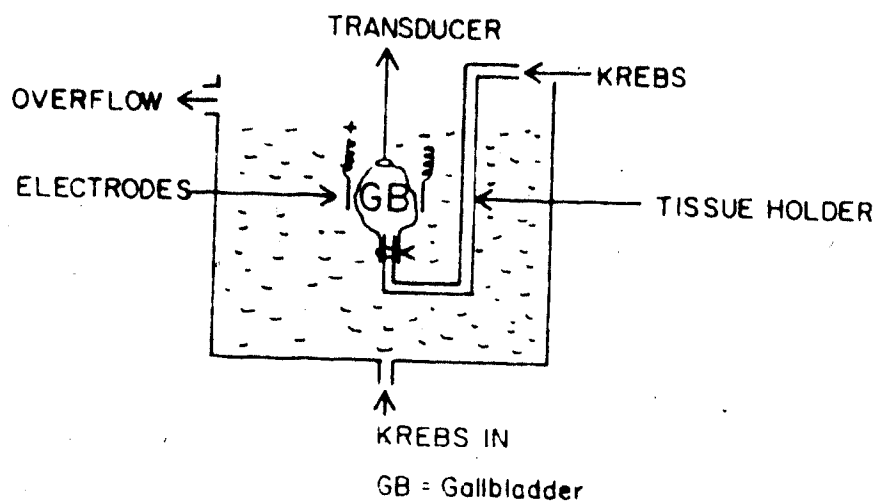 TRANSDUCER
KREBS
OVERFLOW
+
-
ELECTRODES
GB
TISSUE HOLDER
KREBS IN
GB = Gallbladder